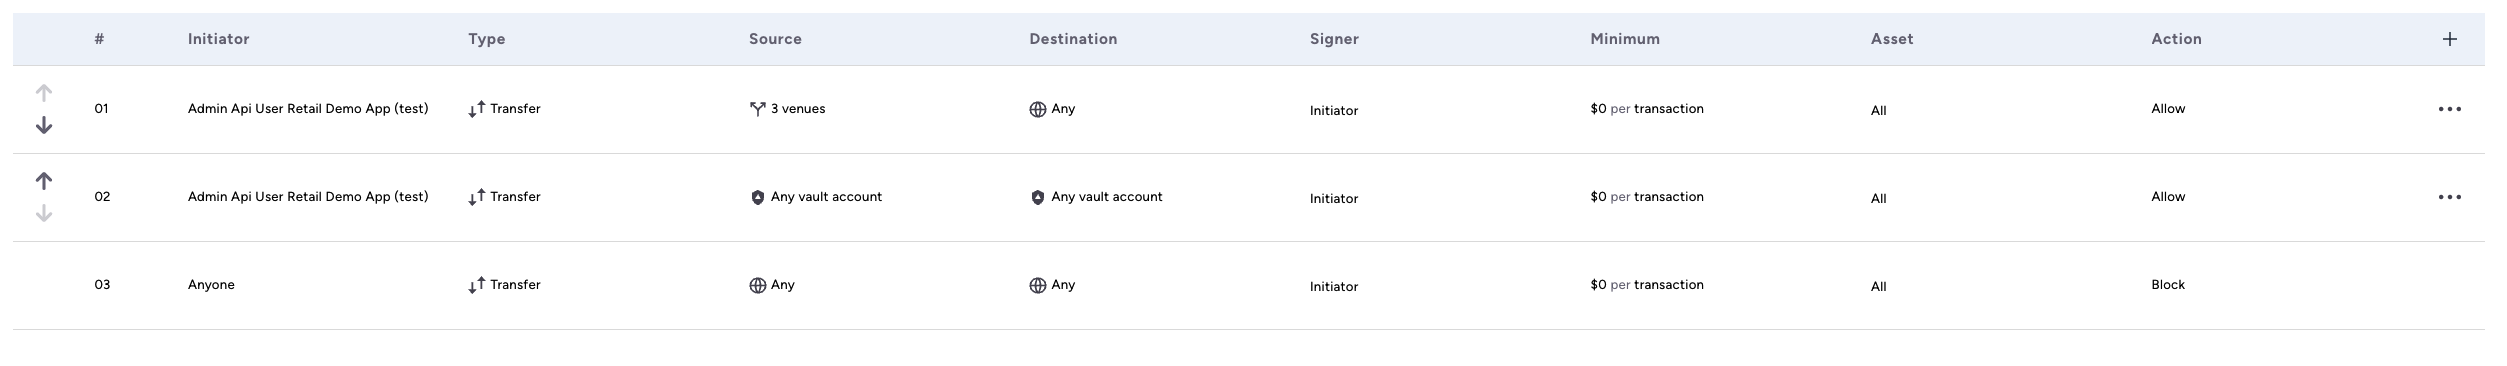 # Initiator Type Source Destination Signer Minimum Asset Action
01 Admin Api User Retail Demo App (test) Transfer 3 venues Any Initiator $0 per transaction All Allow
02 Admin Api User Retail Demo App (test) Transfer Any vault account Any vault account Initiator $0 per transaction All Allow
03 Anyone Transfer Any Any Initiator $0 per transaction All Block